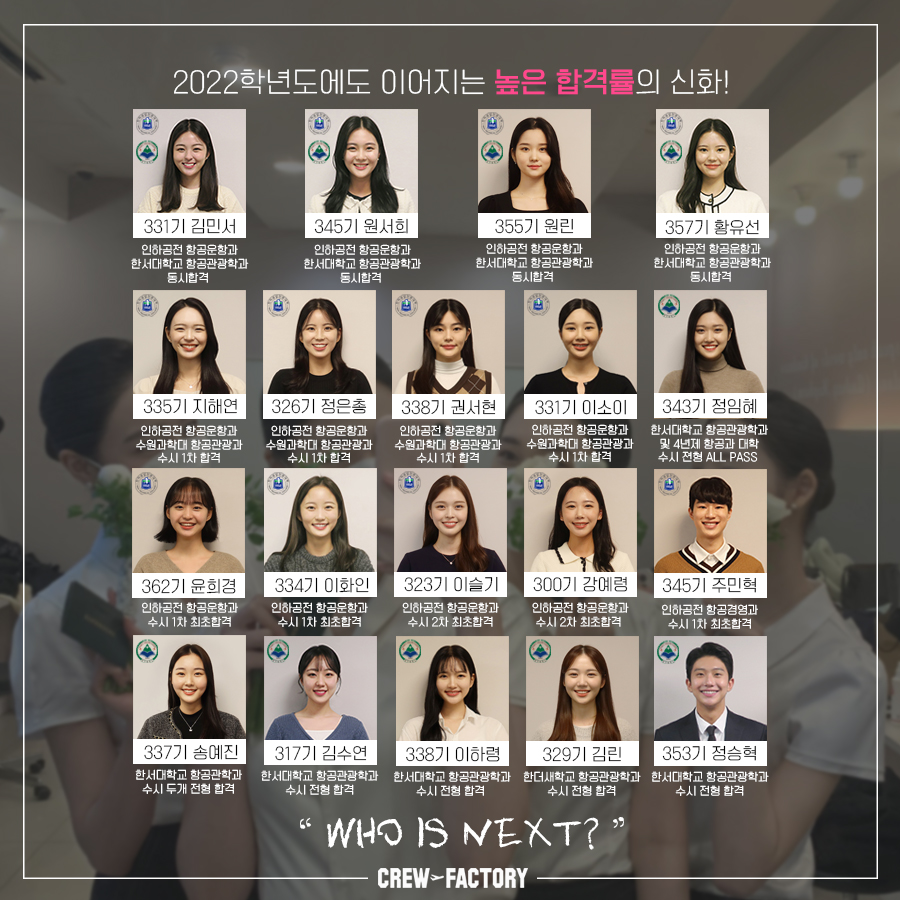 2022학년도에도 이어지는 높은 합격률의 신화!
331기 김민서
인하공전 항공운항과
한서대학교 항공관광학과
동시합격
345기 원서희
인하공전 항공운항과
한서대학교 항공관광학과
동시합격
355기 원린
인하공전 항공운항과
한서대학교 항공관광학과
동시합격
357기 황유선
인하공전 항공운항과
한서대학교 항공관광학과
동시합격
335기 지해연
인하공전 항공운항과
수원과학대 항공관광과
수시 1차 합격
326기 정은총
인하공전 항공운항과
수원과학대 항공관광과
수시 1차 합격
338기 권서현
인하공전 항공운항과
수원과학대 항공관광과
수시 1차 합격
331기 이소이
인하공전 항공운항과
수원과학대 항공관광과
수시 1차 합격
343기 정임혜
한서대학교 항공관광학과
및 4년제 항공과 대학
수시 전형 ALL PASS
362기 윤희경
인하공전 항공운항과
수시 1차 최초합격
334기 이화인
인하공전 항공운항과
수시 1차 최초합격
323기 이슬기
인하공전 항공운항과
수시 2차 최초합격
300기 강예령
인하공전 항공운항과
수시 2차 최초합격
345기 주민혁
인하공전 항공경영과
수시 1차 최초합격
337기 송예진
한서대학교 항공관학과
수시 두개 전형 합격
317기 김수연
한서대학교 항공관광학과
수시 전형 합격
338기 이하령
한서대학교 항공관광학과
수시 전형 합격
329기 김린
한더새학교 항공관광학과
수시 전형 합격
353기 정승혁
한서대학교 항공관광학과
수시 전형 합격
“ WHO IS NEXT? ”
CREW FACTORY